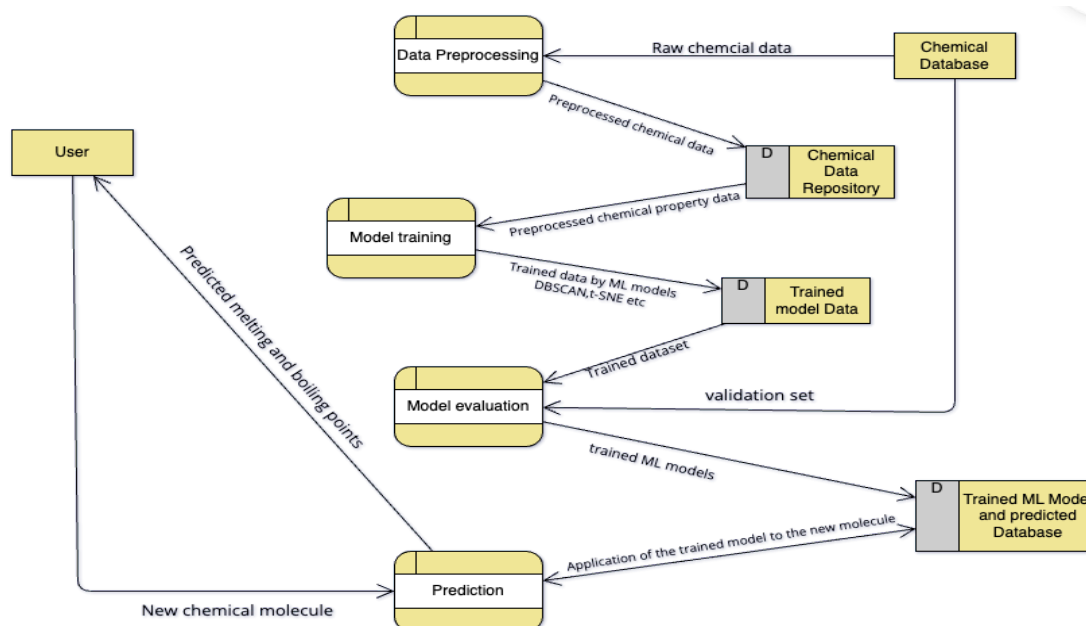 Data Preprocessing
Raw chemcial data
Chemical
Database
Preprocessed chemical data
User
D
Chemical
Data
Repository
Preprocessed chemical property data
Model training
Trained data by ML models
DBSCAN,t-SNE etc
D
Trained
model Data
Predicted melting and boiling points
Trained dataset
Model evaluation
validation set
trained ML models
D
Trained ML Model
and predicted
Database
Application of the trained model to the new molecule
Prediction
New chemical molecule